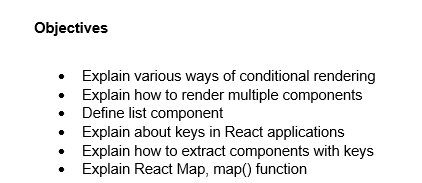 Objectives
• Explain various ways of conditional rendering
• Explain how to render multiple components
• Define list component
• Explain about keys in React applications
• Explain how to extract components with keys
• Explain React Map, map() function